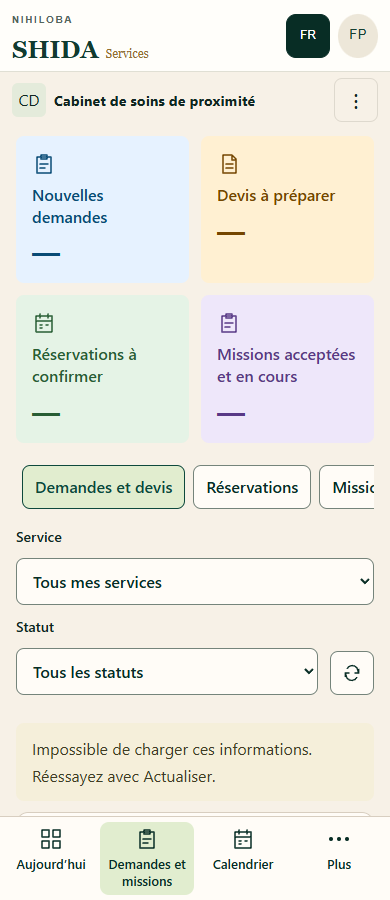 NIHILOBA
SHIDA Services
FR
FP
CD
Cabinet de soins de proximité
Nouvelles
demandes
—
Devis à préparer
—
Réservations à
confirmer
—
Missions acceptées
et en cours
—
Demandes et devis
Réservations
Missio
Service
Tous mes services
Statut
Tous les statuts
Impossible de charger ces informations.
Réessayez avec Actualiser.
Aujourd'hui
Demandes et
missions
Calendrier
Plus